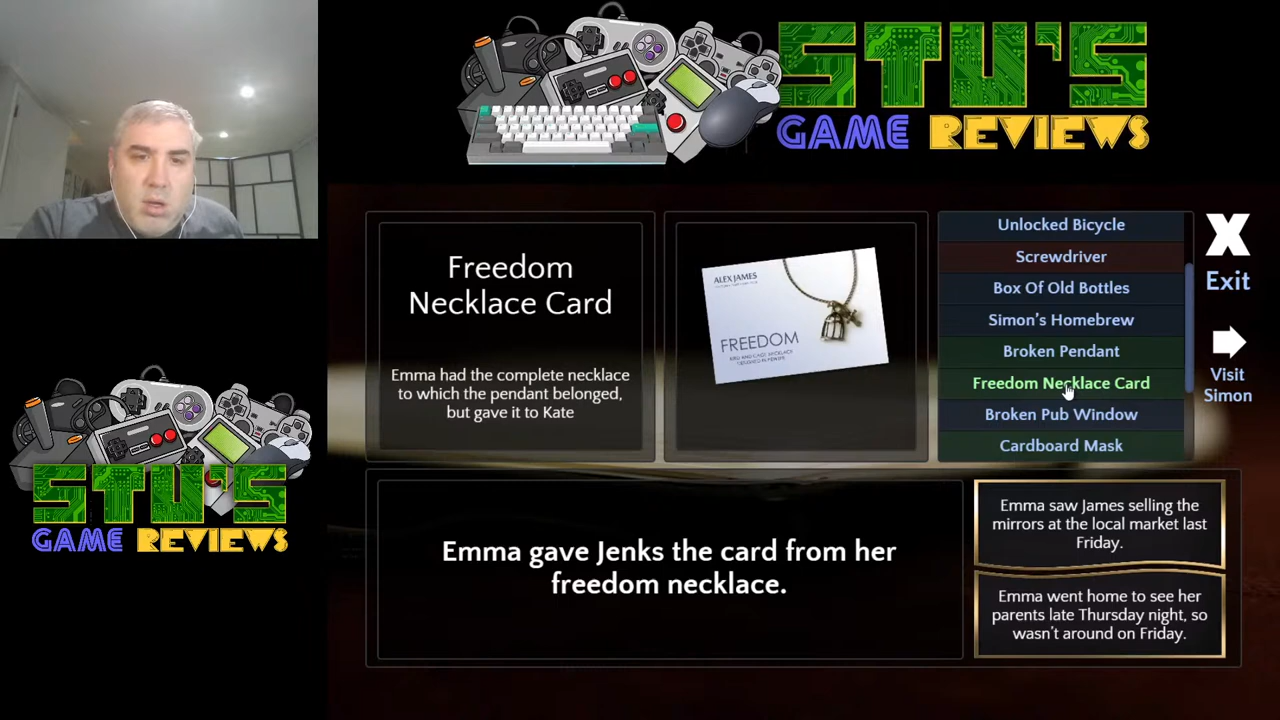 STU'S
GAME REVIEWS
Freedom
Necklace Card
Emma had the complete necklace
to which the pendant belonged,
but gave it to Kate
ALEX JAMES
FREEDOM
Unlocked Bicycle
Screwdriver
Box Of Old Bottles
Simon's Homebrew
Broken Pendant
Freedom Necklace Card
Broken Pub Window
Cardboard Mask
X
Exit
Visit
Simon
STU'S
GAME REVIEWS
Emma gave Jenks the card from her
freedom necklace.
Emma saw James selling the
mirrors at the local market last
Friday.
Emma went home to see her
parents late Thursday night, so
wasn't around on Friday.